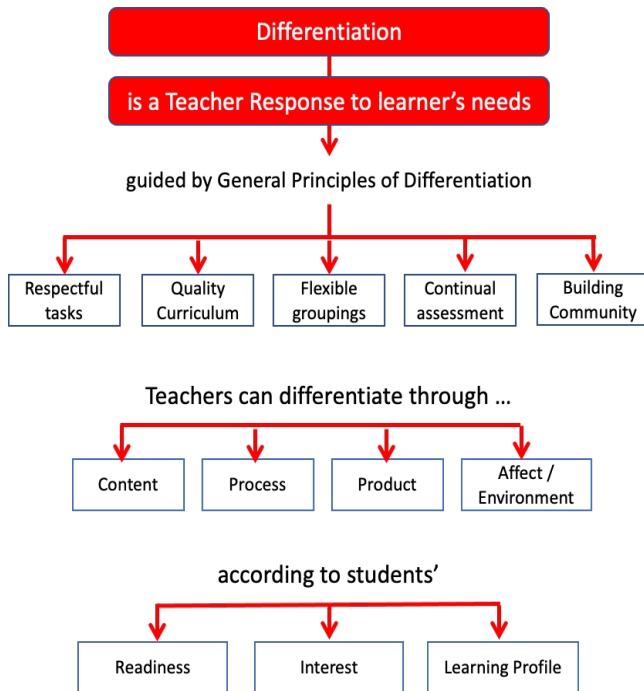 Differentiation
is a Teacher Response to learner's needs
guided by General Principles of Differentiation
Respectful
tasks
Quality
Curriculum
Flexible
groupings
Continual
assessment
Building
Community
Teachers can differentiate through ...
Content
Process
Product
Affect /
Environment
according to students'
Readiness
Interest
Learning Profile